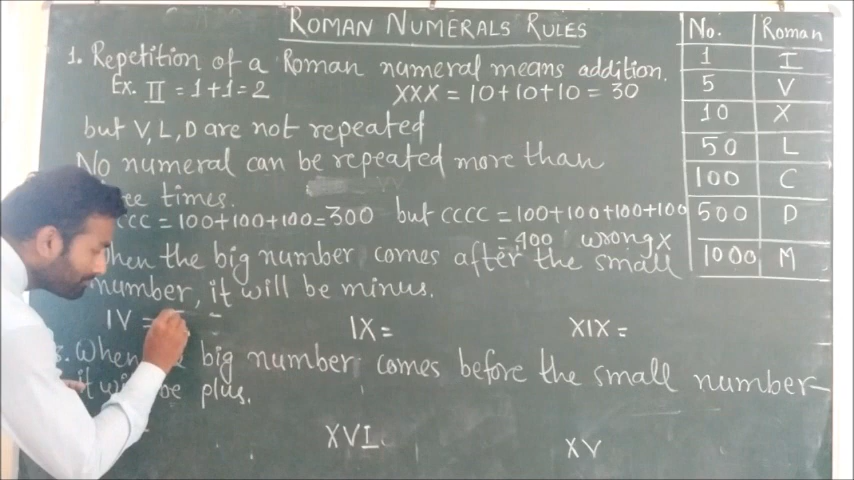 ROMAN NUMERALS RULES
1. Repetition of a Roman numeral means addition.
Ex. II = 1+1=2 XXX = 10+10+10 = 30
but V, L, D are not repeated
No numeral can be repeated more than
times.
CCC = 100+100+100=300 but CCCC = 100+100+100+100
= 400 wrong x
the big number comes after the small
number, it will be minus.
IV = IX = XIX =
3. When big number comes before the small number
it will be plus.
XVI XV
No. Roman
1 I
5 V
10 X
50 L
100 C
500 D
1000 M